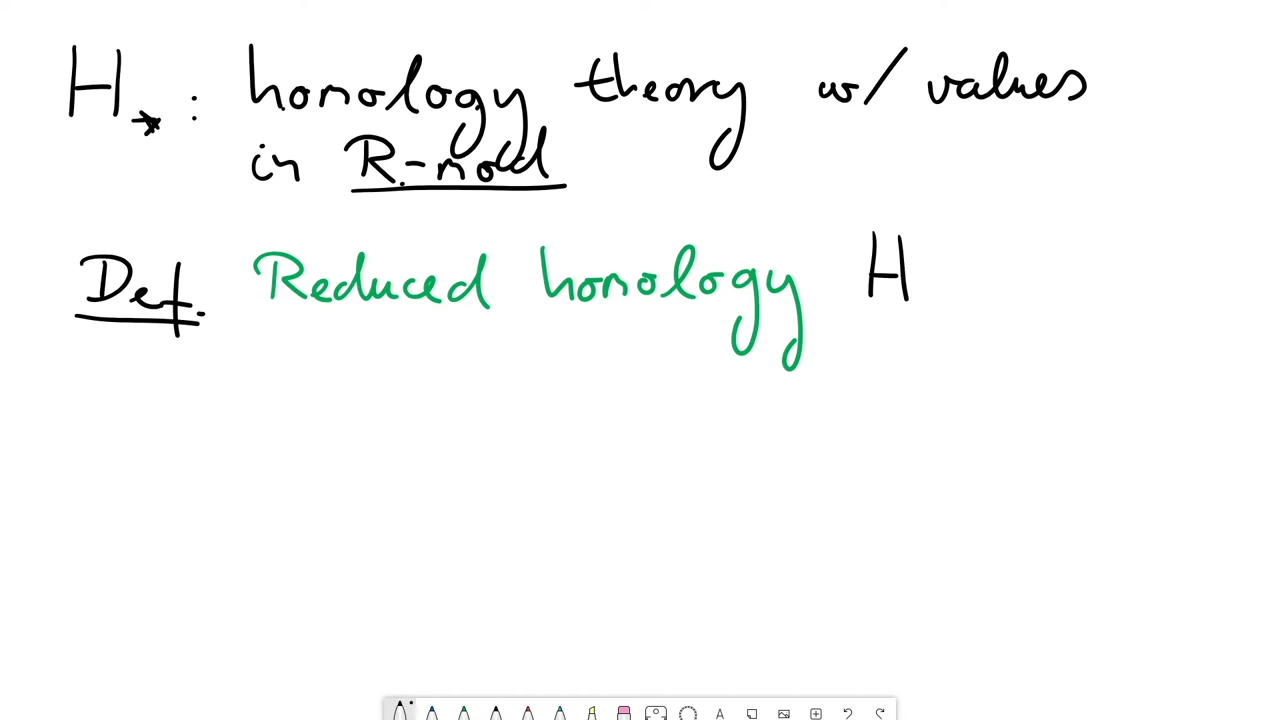 H⁎ : homology theory w/ values
in R-mod
Def. Reduced homology H